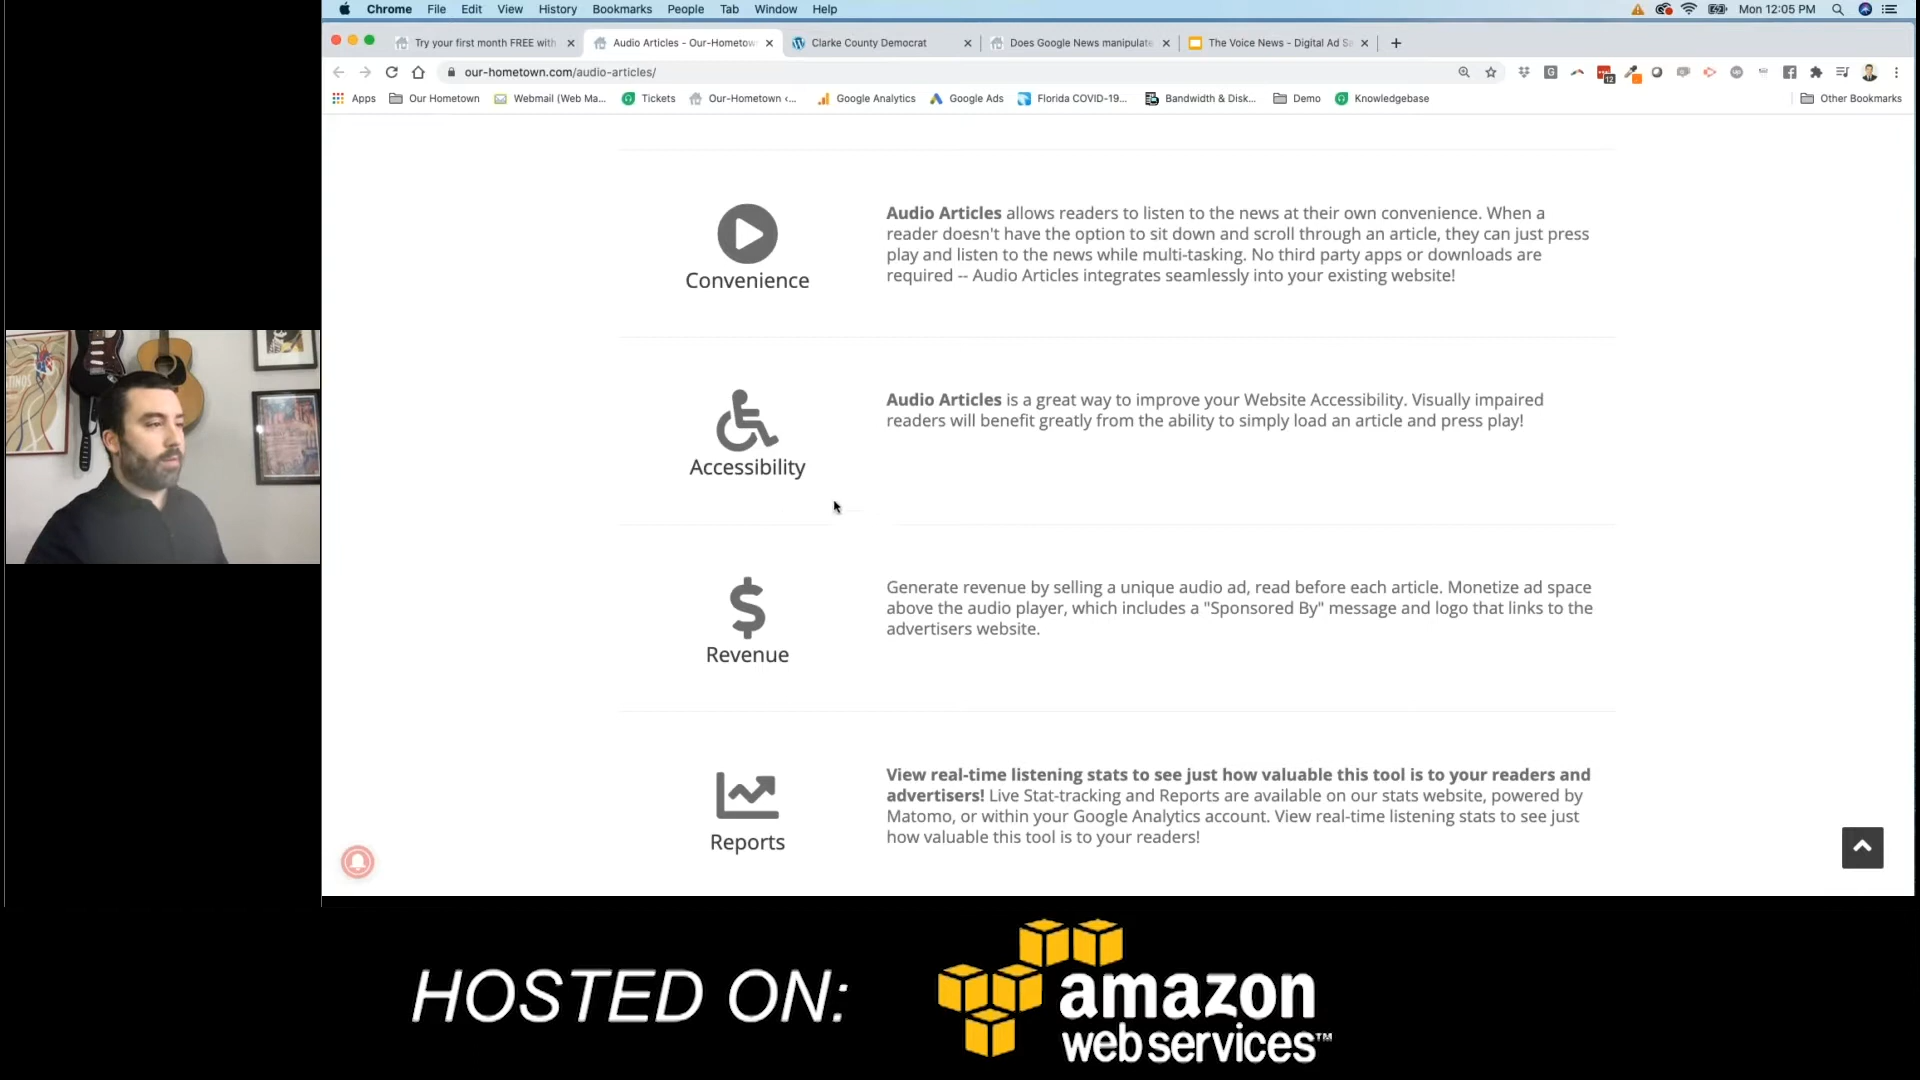 Chrome File Edit View History Bookmarks People Tab Window Help Mon 12:05 PM
Try your first month FREE with
Audio Articles - Our-Hometow
Clarke County Democrat
Does Google News manipulate
The Voice News - Digital Ad Sa
our-hometown.com/audio-articles/
12
Apps Our Hometown Webmail (Web Ma... Tickets Our-Hometown ‹... Google Analytics Google Ads Florida COVID-19... Bandwidth & Disk... Demo Knowledgebase Other Bookmarks
Convenience
Audio Articles allows readers to listen to the news at their own convenience. When a
reader doesn't have the option to sit down and scroll through an article, they can just press
play and listen to the news while multi-tasking. No third party apps or downloads are
required -- Audio Articles integrates seamlessly into your existing website!
Accessibility
Audio Articles is a great way to improve your Website Accessibility. Visually impaired
readers will benefit greatly from the ability to simply load an article and press play!
Revenue
Generate revenue by selling a unique audio ad, read before each article. Monetize ad space
above the audio player, which includes a "Sponsored By" message and logo that links to the
advertisers website.
Reports
View real-time listening stats to see just how valuable this tool is to your readers and
advertisers! Live Stat-tracking and Reports are available on our stats website, powered by
Matomo, or within your Google Analytics account. View real-time listening stats to see just
how valuable this tool is to your readers!
HOSTED ON:
amazon
web services™